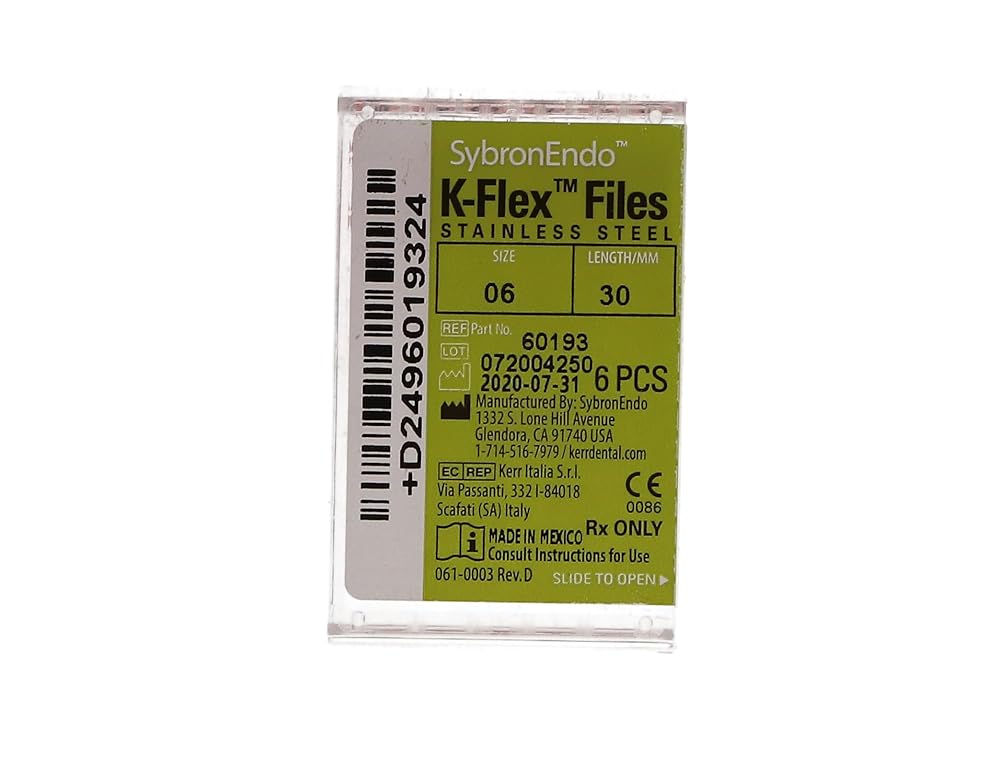 SybronEndo™
K-Flex™ Files
STAINLESS STEEL
SIZE
06
LENGTH/MM
30
REF Part No. 60193
LOT 072004250
2020-07-31 6 PCS
Manufactured By: SybronEndo
1332 S. Lone Hill Avenue
Glendora, CA 91740 USA
1-714-516-7979 / kerrdental.com
EC REP Kerr Italia S.r.l.
Via Passanti, 332 I-84018
Scafati (SA) Italy
CE
0086
Rx ONLY
i MADE IN MEXICO
Consult Instructions for Use
061-0003 Rev.D
SLIDE TO OPEN ▶
+D2496019324